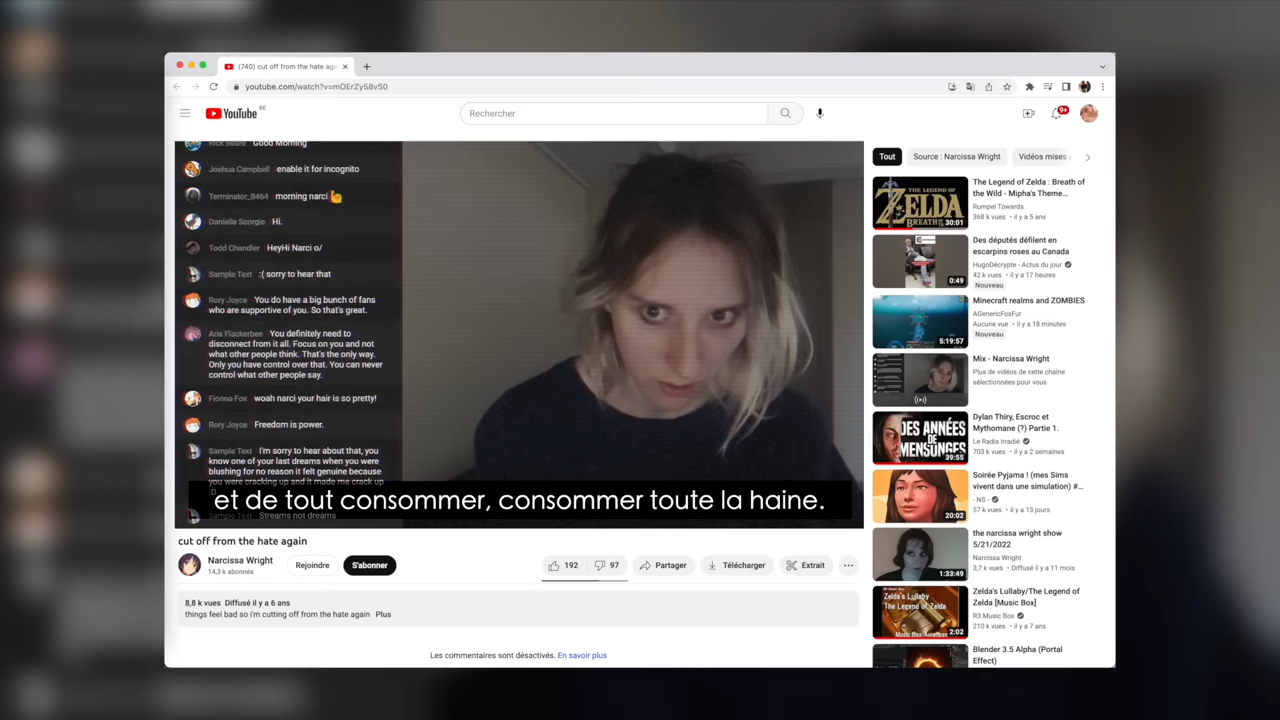 (740) cut off from the hate aga
youtube.com/watch?v=mOErZy58vS0
YouTube BE
Rechercher
9+
Rick Beare Good Morning
Joshua Campbell enable it for incognito
Terminator_8464 morning narci
Danielle Scorgie Hi.
Todd Chandler HeyHi Narci o/
Sample Text :( sorry to hear that
Rory Joyce You do have a big bunch of fans
who are supportive of you. So that's great.
Aris Flackerbee You definitely need to
disconnect from it all. Focus on you and not
what other people think. That's the only way.
Only you have control over that. You can never
control what other people say.
Fionna Fox woah narci your hair is so pretty!
Rory Joyce Freedom is power.
Sample Text I'm sorry to hear about that, you
know one of your last dreams when you were
blushing for no reason it felt genuine because
you were cracking up and it made me crack up
et de tout consommer, consommer toute la haine.
Sample Text Streams not dreams
cut off from the hate again
Narcissa Wright
14,3 k abonnés
Rejoindre
S'abonner
192
97
Partager
Télécharger
Extrait
8,8 k vues Diffusé il y a 6 ans
things feel bad so i'm cutting off from the hate again Plus
Les commentaires sont désactivés. En savoir plus
Tout
Source : Narcissa Wright
Vidéos mises e
THE LEGEND OF
ZELDA
BREATH
30:01
The Legend of Zelda : Breath of
the Wild - Mipha's Theme...
Rumpel Towards
368 k vues • il y a 5 ans
0:49
Des députés défilent en
escarpins roses au Canada
HugoDécrypte - Actus du jour
42 k vues • il y a 17 heures
Nouveau
5:19:57
Minecraft realms and ZOMBIES
AGenericFoxFur
Aucune vue • il y a 18 minutes
Nouveau
Mix - Narcissa Wright
Plus de vidéos de cette chaîne
sélectionnées pour vous
DES ANNÉES
DE
MENSONGES
39:55
Dylan Thiry, Escroc et
Mythomane (?) Partie 1.
Le Radis Irradié
703 k vues • il y a 2 semaines
20:02
Soirée Pyjama ! (mes Sims
vivent dans une simulation) #...
- NS -
57 k vues • il y a 13 jours
1:33:49
the narcissa wright show
5/21/2022
Narcissa Wright
3,7 k vues • Diffusé il y a 11 mois
Zelda's Lullaby
The Legend of Zelda
2:02
Zelda's Lullaby/The Legend of
Zelda [Music Box]
R3 Music Box
210 k vues • il y a 7 ans
Blender 3.5 Alpha (Portal
Effect)